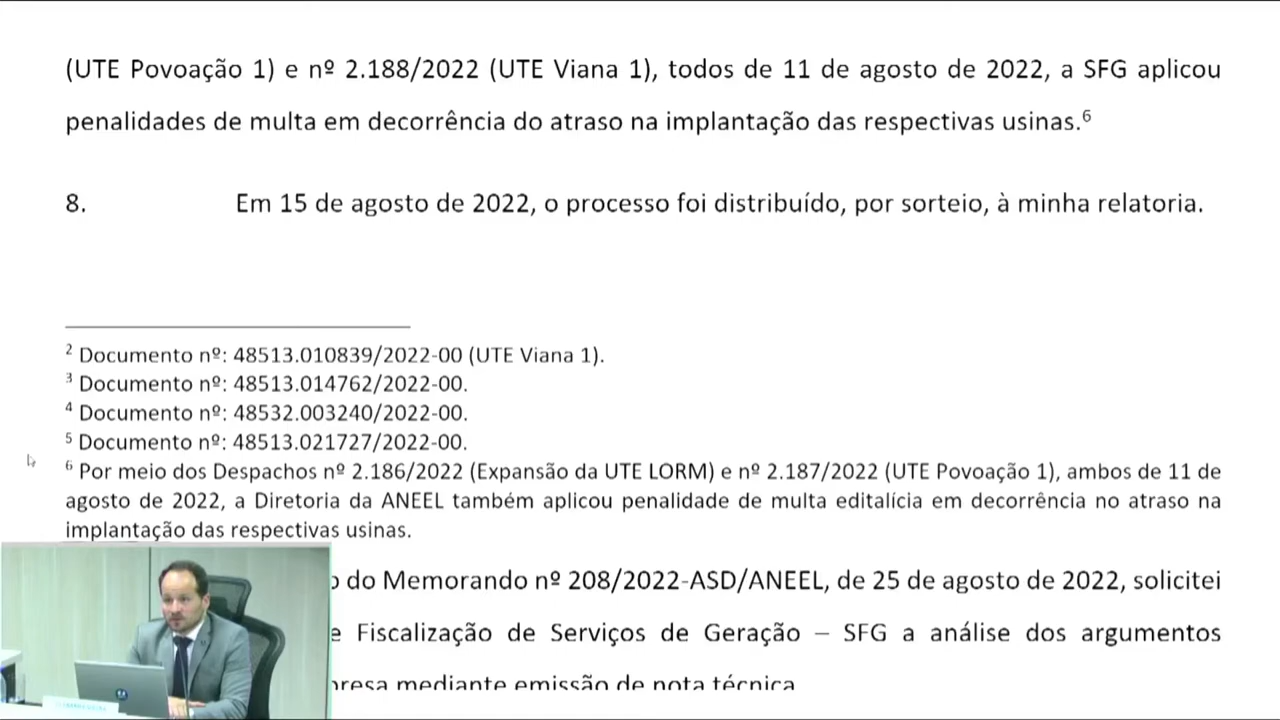 (UTE Povoação 1) e nº 2.188/2022 (UTE Viana 1), todos de 11 de agosto de 2022, a SFG aplicou
penalidades de multa em decorrência do atraso na implantação das respectivas usinas.⁶
8. Em 15 de agosto de 2022, o processo foi distribuído, por sorteio, à minha relatoria.
² Documento nº: 48513.010839/2022-00 (UTE Viana 1).
³ Documento nº: 48513.014762/2022-00.
⁴ Documento nº: 48532.003240/2022-00.
⁵ Documento nº: 48513.021727/2022-00.
⁶ Por meio dos Despachos nº 2.186/2022 (Expansão da UTE LORM) e nº 2.187/2022 (UTE Povoação 1), ambos de 11 de
agosto de 2022, a Diretoria da ANEEL também aplicou penalidade de multa editalícia em decorrência no atraso na
implantação das respectivas usinas.
do Memorando nº 208/2022-ASD/ANEEL, de 25 de agosto de 2022, solicitei
e Fiscalização de Serviços de Geração – SFG a análise dos argumentos
presa mediante emissão de nota técnica